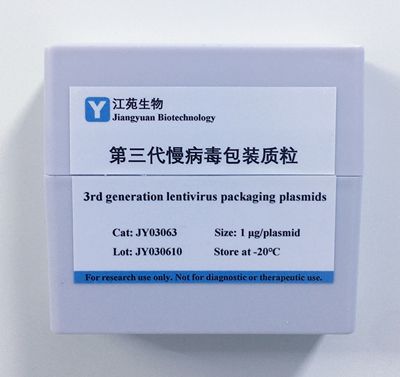 Y 江苑生物
Jiangyuan Biotechnology
第三代慢病毒包装质粒
3rd generation lentivirus packaging plasmids
Cat: JY03063 Size: 1 μg/plasmid
Lot: JY030610 Store at -20℃
For research use only. Not for diagnostic or therapeutic use.